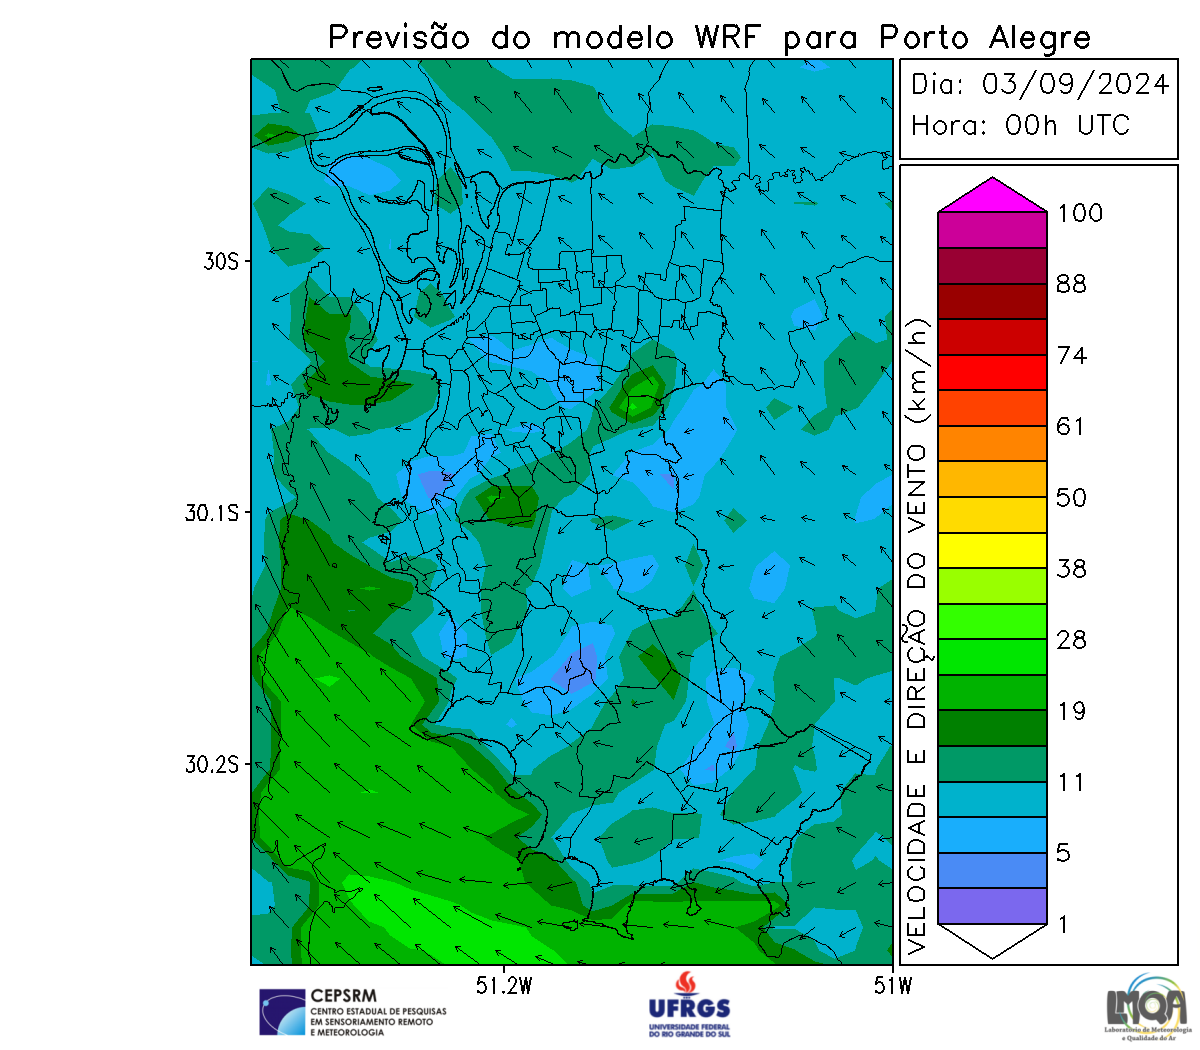 Previsão do modelo WRF para Porto Alegre
Dia: 03/09/2024
Hora: 00h UTC
100
88
74
61
50
38
28
19
11
5
1
VELOCIDADE E DIREÇÃO DO VENTO (km/h)
30S
30.1S
30.2S
51.2W
51W
CEPSRM
CENTRO ESTADUAL DE PESQUISAS
EM SENSORIAMENTO REMOTO
E METEOROLOGIA
UFRGS
UNIVERSIDADE FEDERAL
DO RIO GRANDE DO SUL
LMQA
Laboratório de Meteorologia
e Qualidade do Ar